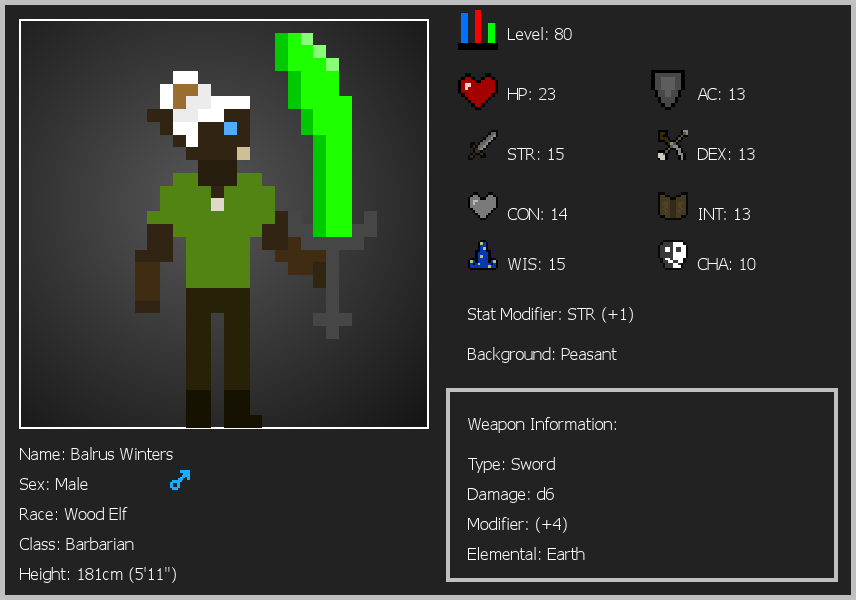 Level: 80
HP: 23
AC: 13
STR: 15
DEX: 13
CON: 14
INT: 13
WIS: 15
CHA: 10
Stat Modifier: STR (+1)
Background: Peasant
Weapon Information:
Type: Sword
Damage: d6
Modifier: (+4)
Elemental: Earth
Name: Balrus Winters
Sex: Male
Race: Wood Elf
Class: Barbarian
Height: 181cm (5'11")